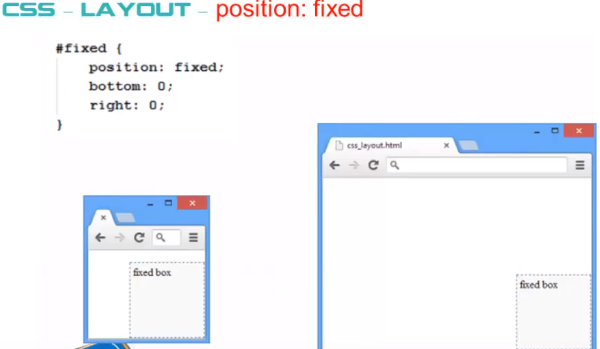 CSS – LAYOUT – position: fixed
#fixed {
position: fixed;
bottom: 0;
right: 0;
}
css_layout.html
fixed box
fixed box